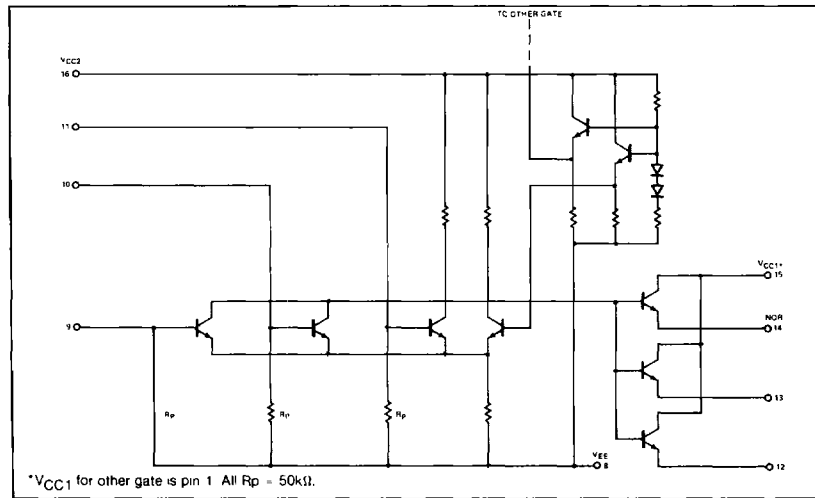 TO OTHER GATE
VCC2
16
11
10
9
VCC1*
15
NOR
14
13
12
RP
RP
RP
VEE
8
*VCC1 for other gate is pin 1 All Rp = 50kΩ.